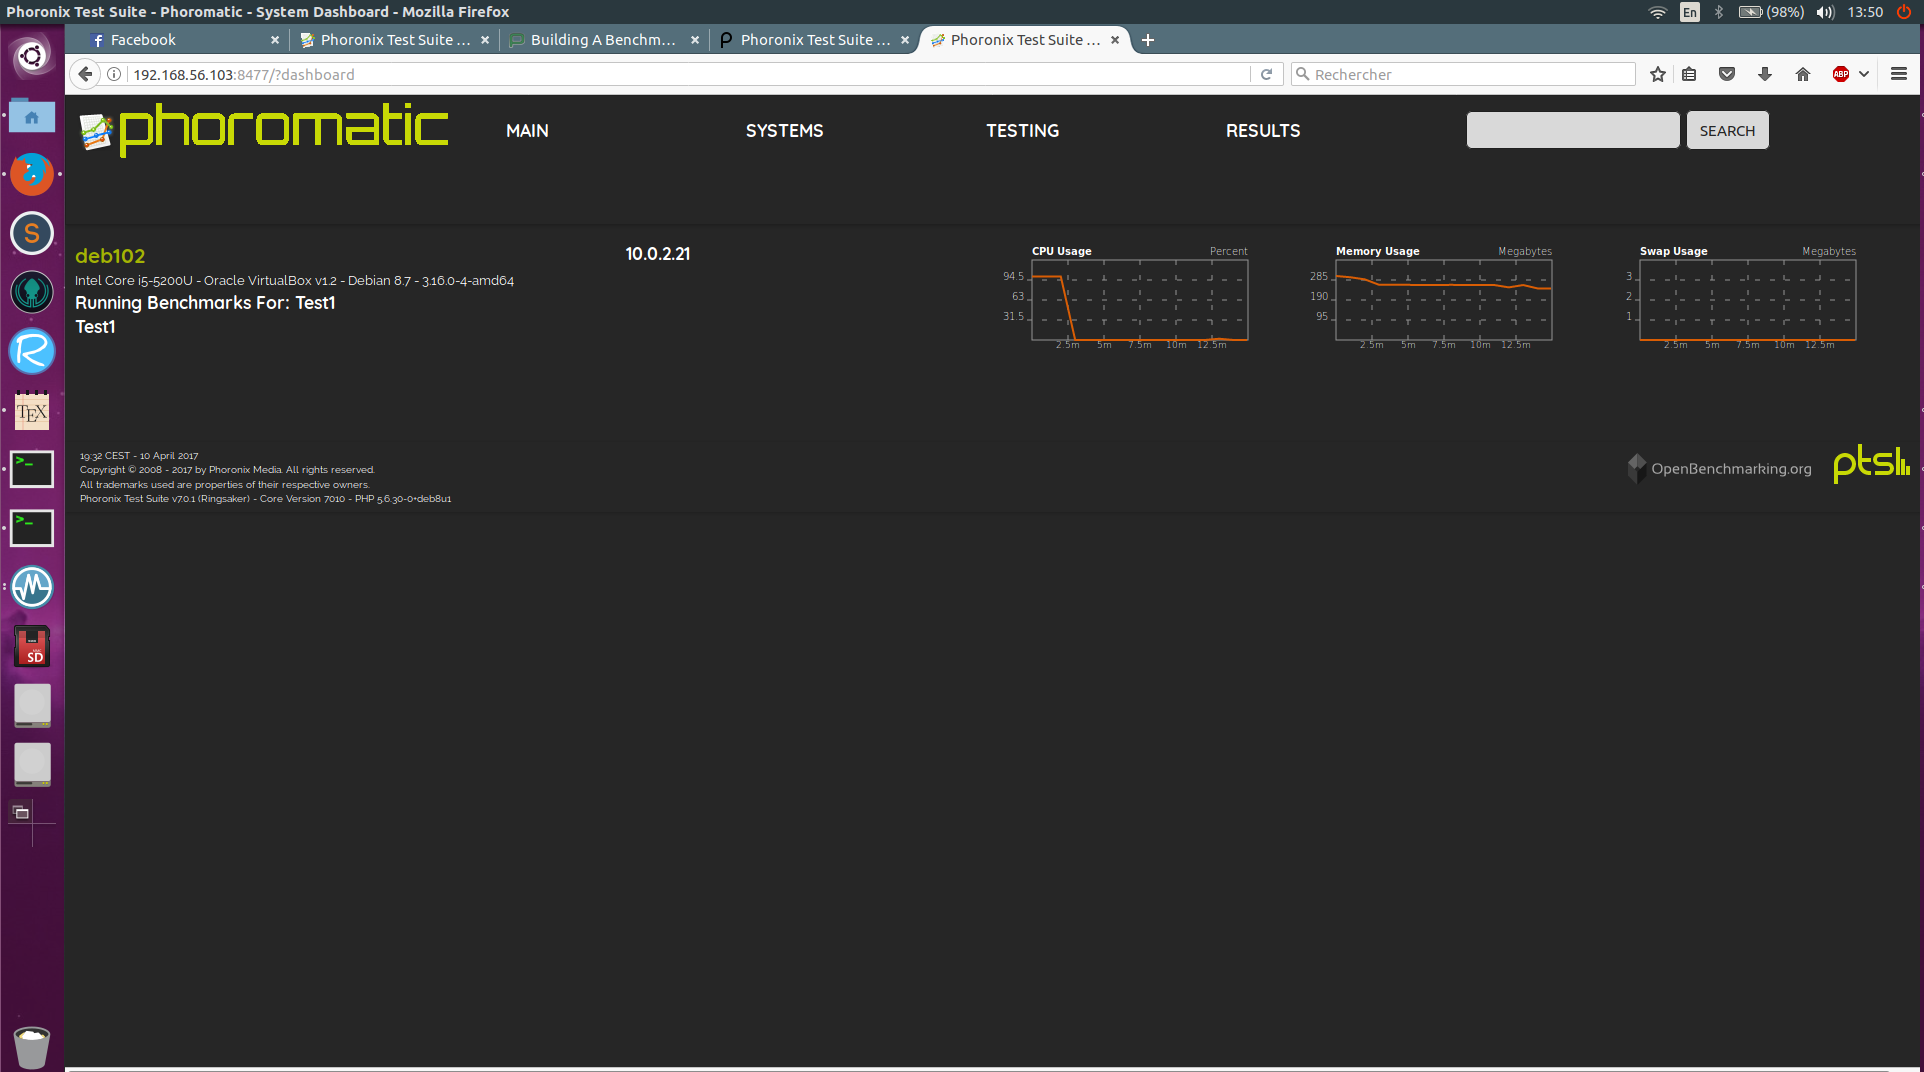 Phoronix Test Suite - Phoromatic - System Dashboard - Mozilla Firefox
En
(98%)
13:50
Facebook
Phoronix Test Suite ...
Building A Benchm...
Phoronix Test Suite ...
Phoronix Test Suite ...
192.168.56.103:8477/?dashboard
Rechercher
ABP
phoromatic
MAIN
SYSTEMS
TESTING
RESULTS
SEARCH
deb102
10.0.2.21
Intel Core i5-5200U - Oracle VirtualBox v1.2 - Debian 8.7 - 3.16.0-4-amd64
Running Benchmarks For: Test1
Test1
CPU Usage
Percent
94.5
63
31.5
2.5m 5m 7.5m 10m 12.5m
Memory Usage
Megabytes
285
190
95
2.5m 5m 7.5m 10m 12.5m
Swap Usage
Megabytes
3
2
1
2.5m 5m 7.5m 10m 12.5m
19:32 CEST - 10 April 2017
Copyright © 2008 - 2017 by Phoronix Media. All rights reserved.
All trademarks used are properties of their respective owners.
Phoronix Test Suite v7.0.1 (Ringsaker) - Core Version 7010 - PHP 5.6.30-0+deb8u1
OpenBenchmarking.org
pts
S
R
TEX
>_
>_
SD